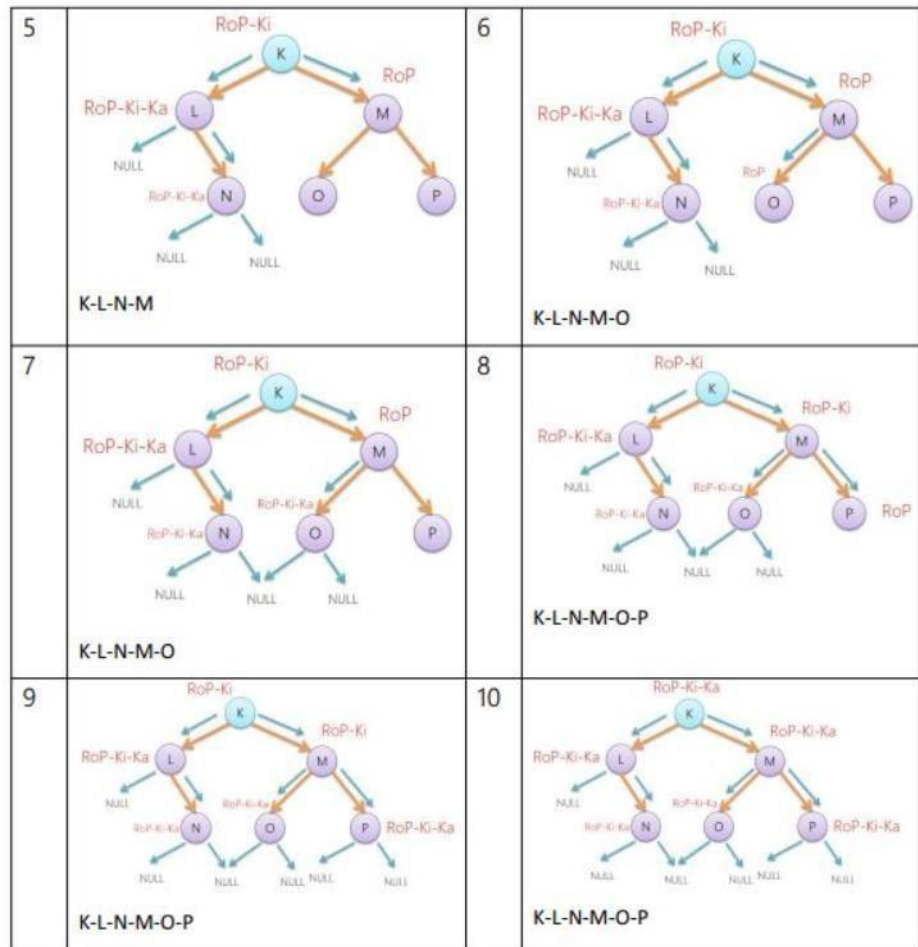 5
RoP-Ki
K
RoP
RoP-Ki-Ka
L
M
NULL
RoP-Ki-Ka
N
O
P
NULL
NULL
K-L-N-M
6
RoP-Ki
K
RoP
RoP-Ki-Ka
L
M
NULL
RoP
RoP-Ki-Ka
N
O
P
NULL
NULL
K-L-N-M-O
7
RoP-Ki
K
RoP
RoP-Ki-Ka
L
M
NULL
RoP-Ki-Ka
RoP-Ki-Ka
N
O
P
NULL
NULL
NULL
K-L-N-M-O
8
RoP-Ki
K
RoP-Ki
RoP-Ki-Ka
L
M
NULL
RoP-Ki-Ka
RoP-Ki-Ka
N
O
P
RoP
NULL
NULL
NULL
K-L-N-M-O-P
9
RoP-Ki
K
RoP-Ki
RoP-Ki-Ka
L
M
NULL
RoP-Ki-Ka
RoP-Ki-Ka
N
O
P
RoP-Ki-Ka
NULL
NULL
NULL
NULL
NULL
K-L-N-M-O-P
10
RoP-Ki-Ka
K
RoP-Ki-Ka
RoP-Ki-Ka
L
M
NULL
RoP-Ki-Ka
RoP-Ki-Ka
N
O
P
RoP-Ki-Ka
NULL
NULL
NULL
NULL
NULL
K-L-N-M-O-P